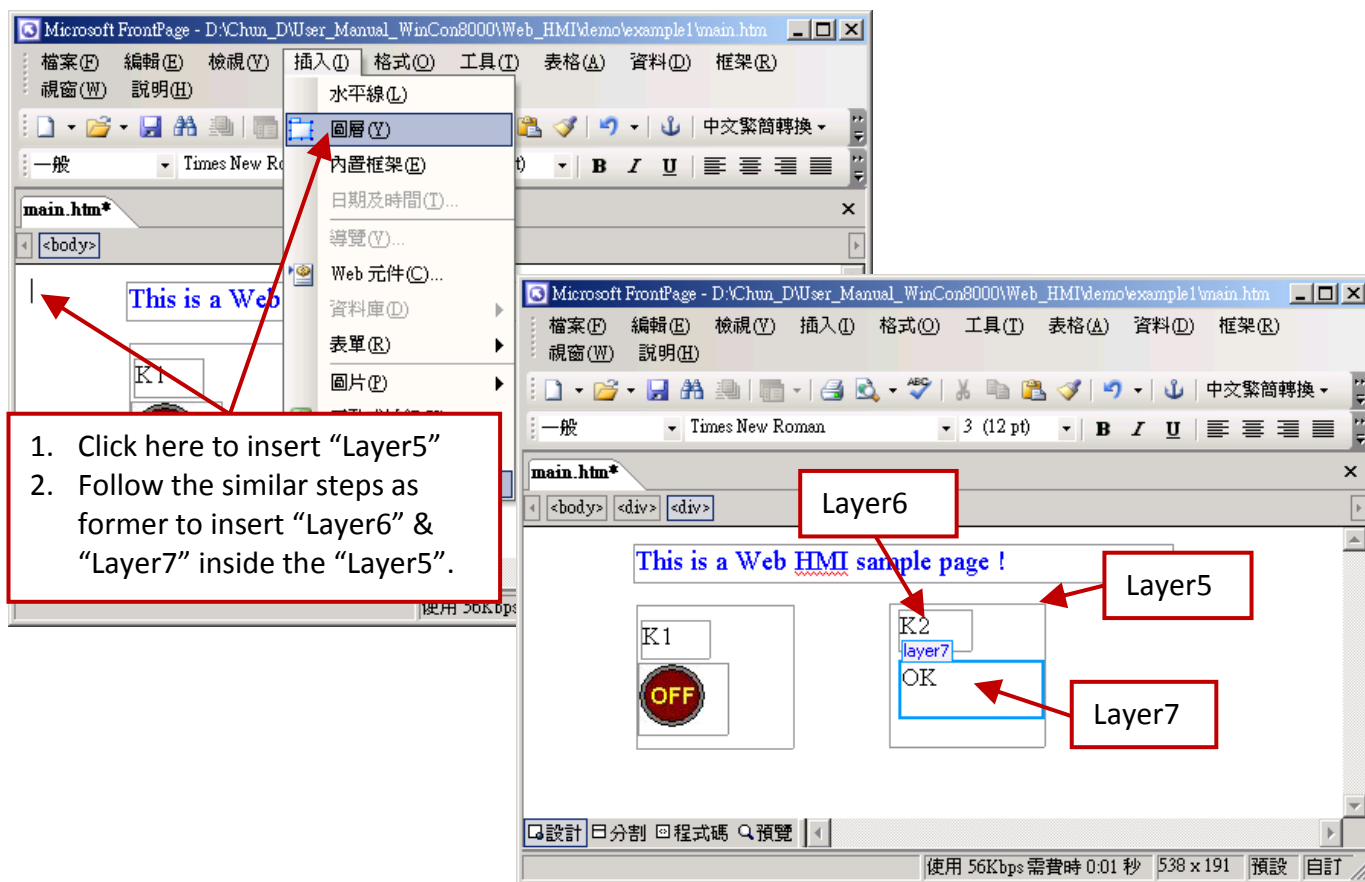 Microsoft FrontPage - D:\Chun_D\User_Manual_WinCon8000\Web_HMI\demo\example1\main.htm
檔案(F) 編輯(E) 檢視(V) 插入(I) 格式(O) 工具(T) 表格(A) 資料(D) 框架(R)
視窗(W) 說明(H)
水平線(L)
圖層(Y)
中文繁簡轉換
內置框架(E)
一般 Times New Ro
B I U
日期及時間(T)...
main.htm*
導覽(V)...
<body>
Web 元件(C)...
This is a Web
資料庫(D)
表單(R)
K1
圖片(P)
1. Click here to insert “Layer5”
2. Follow the similar steps as
former to insert “Layer6” &
“Layer7” inside the “Layer5”.
使用 56Kbps
Microsoft FrontPage - D:\Chun_D\User_Manual_WinCon8000\Web_HMI\demo\example1\main.htm
檔案(F) 編輯(E) 檢視(V) 插入(I) 格式(O) 工具(T) 表格(A) 資料(D) 框架(R)
視窗(W) 說明(H)
ABC 中文繁簡轉換
一般 Times New Roman 3 (12 pt) B I U
main.htm*
<body> <div> <div>
Layer6
This is a Web HMI sample page !
Layer5
K1
K2
layer7
OK
OFF
Layer7
設計 分割 程式碼 預覽
使用 56Kbps 需費時 0:01 秒 538 x 191 預設 自訂